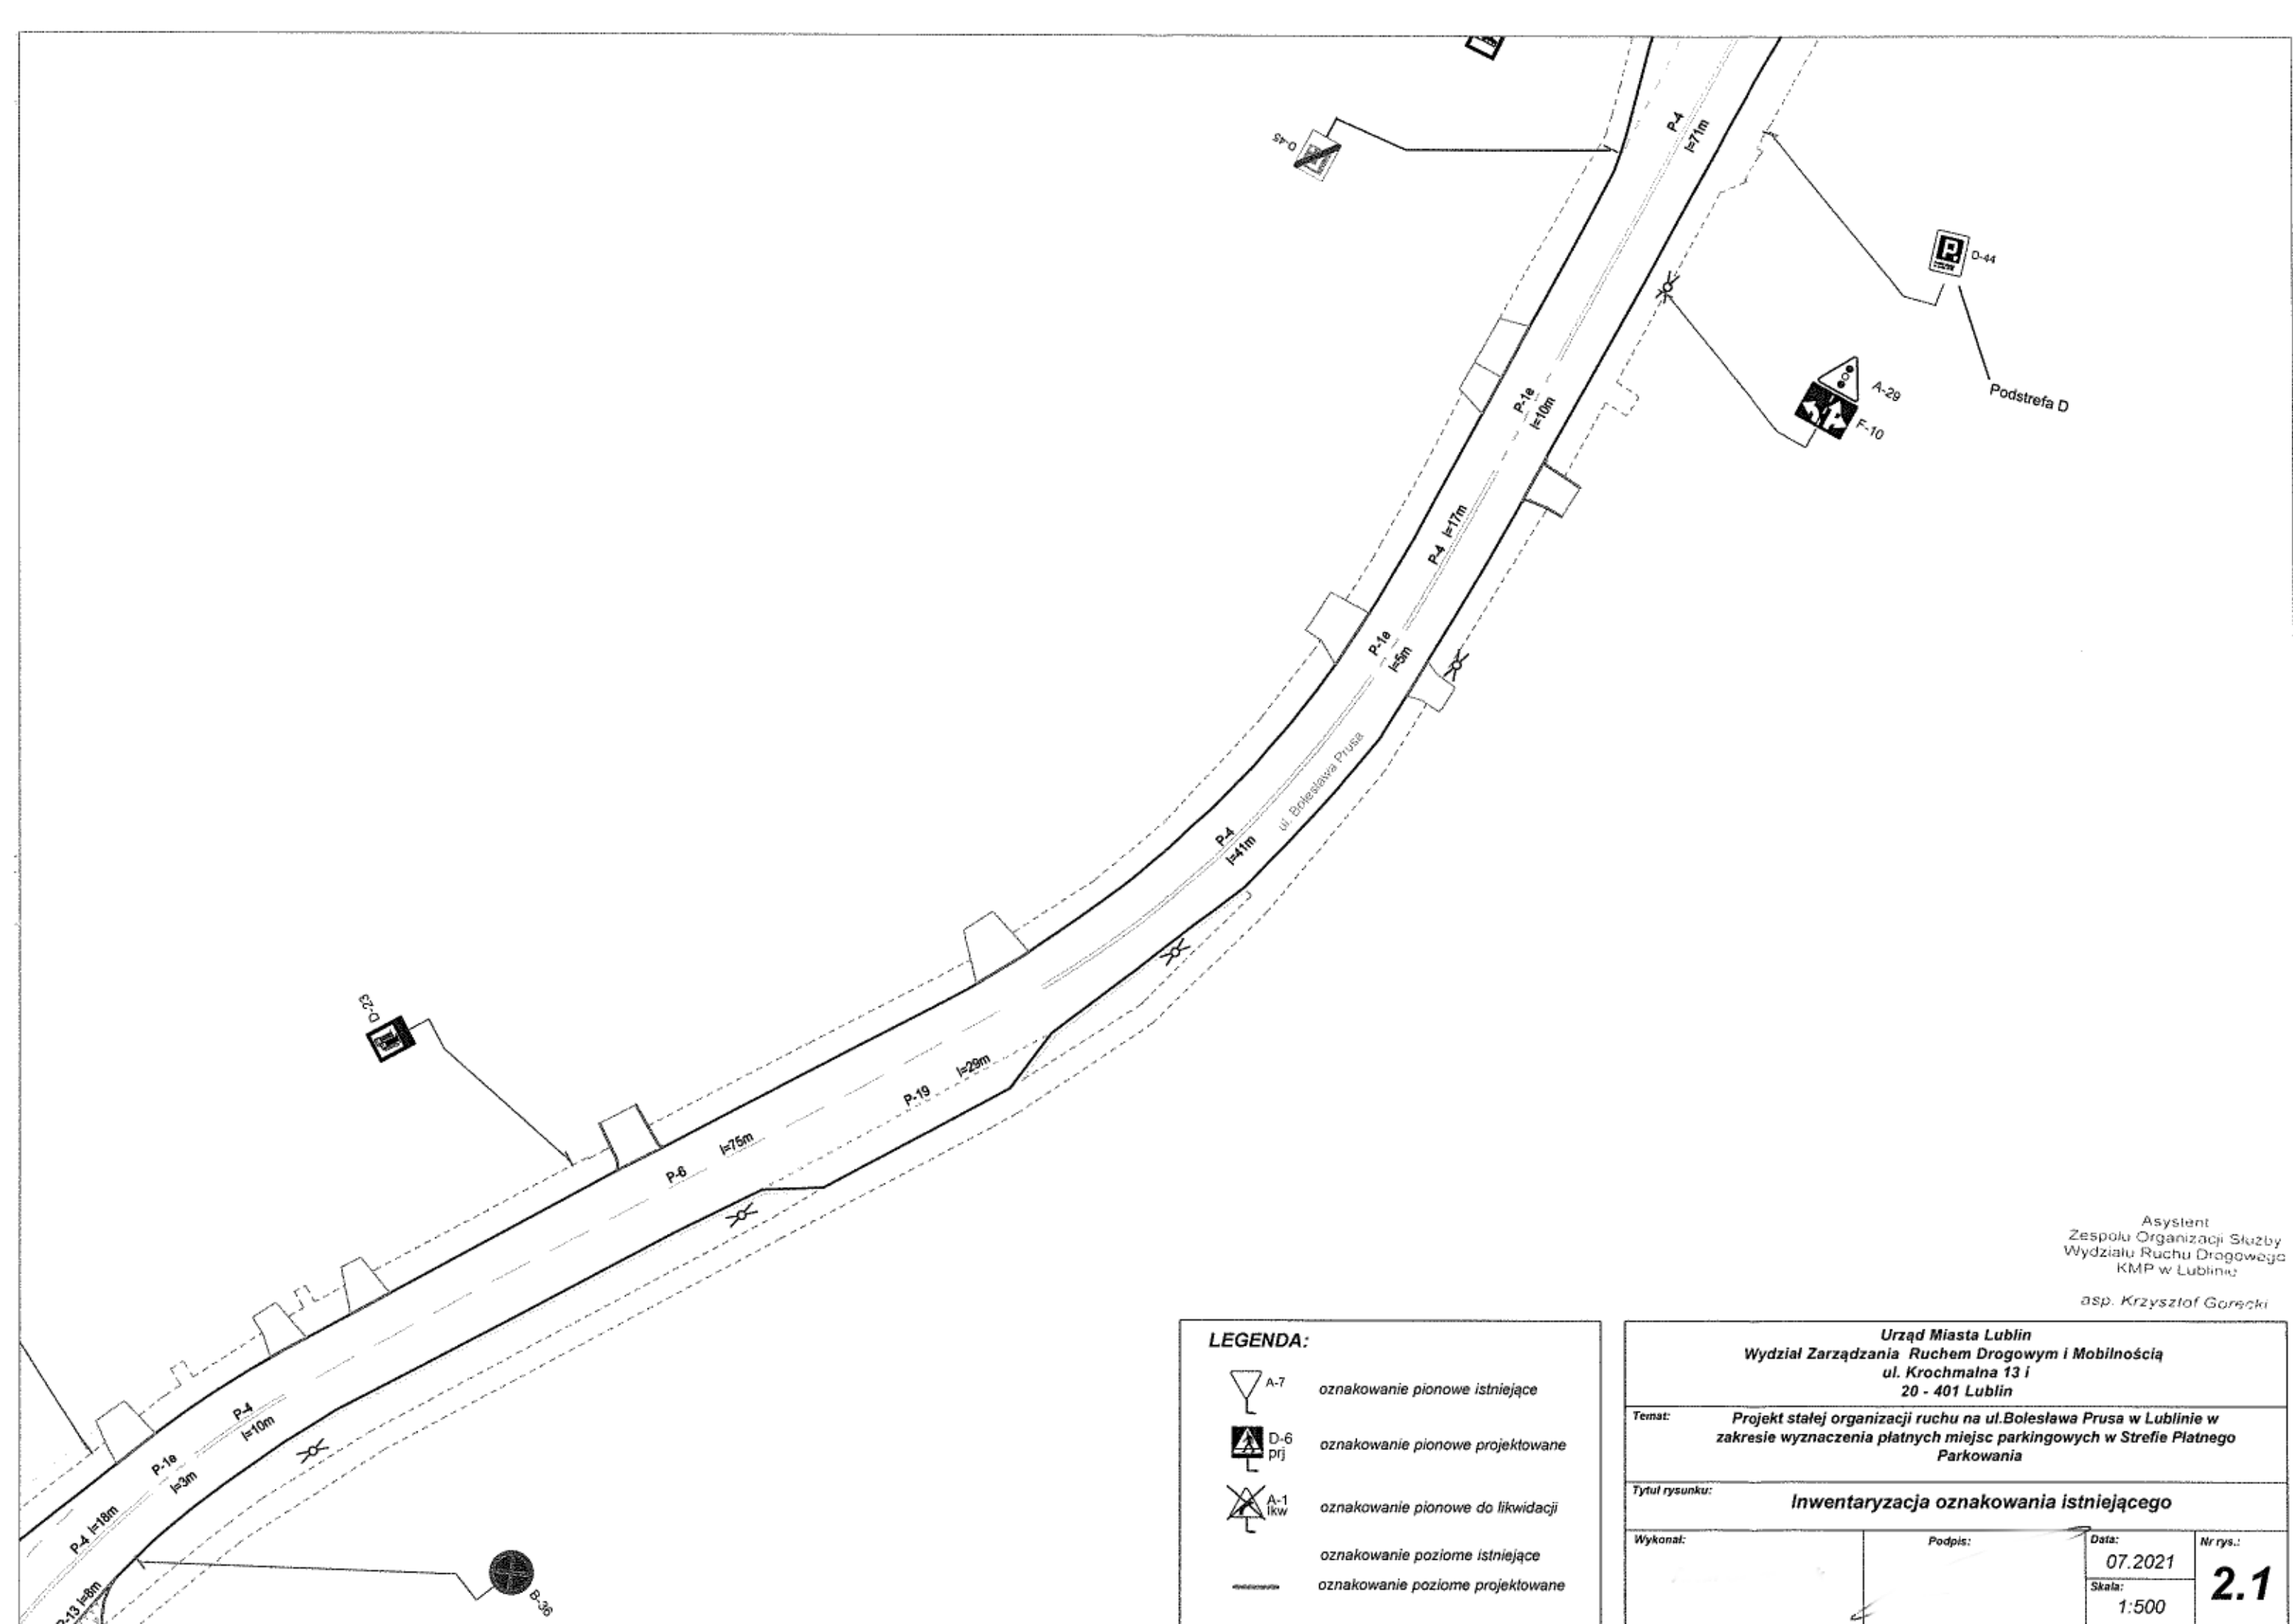 P-4
l=71m
D-45
D-44
Podstrefa D
A-29
F-10
P-1e
l=10m
P-4 l=17m
P-1e
l=5m
ul. Bolesława Prusa
P-4
l=41m
D-23
P-19
l=29m
P-6
l=75m
P-4
l=10m
P-1e
l=3m
P-4 l=18m
P-13 l=8m
B-36
Asystent
Zespołu Organizacji Służby
Wydziału Ruchu Drogowego
KMP w Lublinie
asp. Krzysztof Gorecki
LEGENDA:
A-7
oznakowanie pionowe istniejące
D-6
prj
oznakowanie pionowe projektowane
A-1
lkw
oznakowanie pionowe do likwidacji
oznakowanie poziome istniejące
oznakowanie poziome projektowane
Urząd Miasta Lublin
Wydział Zarządzania Ruchem Drogowym i Mobilnością
ul. Krochmalna 13 i
20 - 401 Lublin
Temat:
Projekt stałej organizacji ruchu na ul.Bolesława Prusa w Lublinie w
zakresie wyznaczenia płatnych miejsc parkingowych w Strefie Płatnego
Parkowania
Tytuł rysunku:
Inwentaryzacja oznakowania istniejącego
Wykonał:
Podpis:
Data:
07.2021
Skala:
1:500
Nr rys.:
2.1